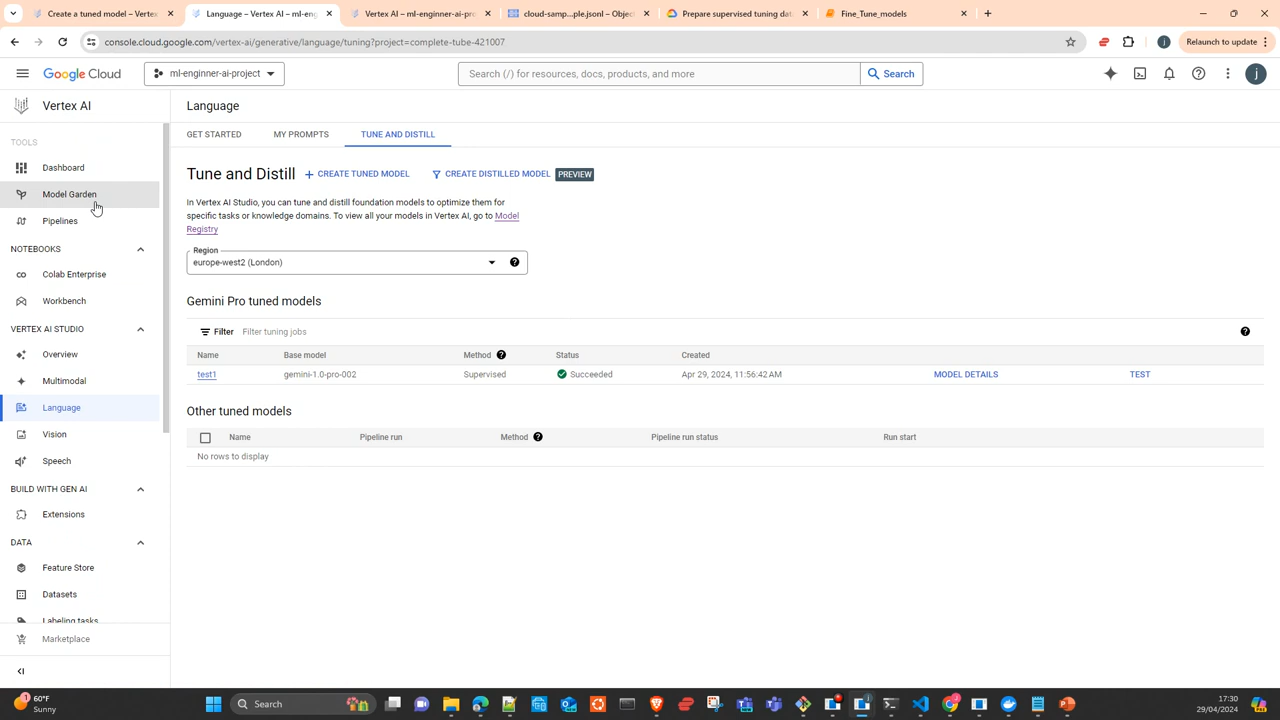 Create a tuned model – Vertex
Language – Vertex AI – ml-eng
Vertex AI – ml-enginner-ai-pro
cloud-samp...ple.jsonl – Objec
Prepare supervised tuning dat
Fine_Tune_models
console.cloud.google.com/vertex-ai/generative/language/tuning?project=complete-tube-421007
Relaunch to update
Google Cloud
ml-enginner-ai-project
Search (/) for resources, docs, products, and more
Search
j
Vertex AI
Language
GET STARTED
MY PROMPTS
TUNE AND DISTILL
TOOLS
Dashboard
Model Garden
Pipelines
NOTEBOOKS
Colab Enterprise
Workbench
VERTEX AI STUDIO
Overview
Multimodal
Language
Vision
Speech
BUILD WITH GEN AI
Extensions
DATA
Feature Store
Datasets
Labeling tasks
Marketplace
Tune and Distill
CREATE TUNED MODEL
CREATE DISTILLED MODEL
PREVIEW
In Vertex AI Studio, you can tune and distill foundation models to optimize them for
specific tasks or knowledge domains. To view all your models in Vertex AI, go to Model
Registry
Region
europe-west2 (London)
Gemini Pro tuned models
Filter Filter tuning jobs
Name Base model Method Status Created
test1 gemini-1.0-pro-002 Supervised Succeeded Apr 29, 2024, 11:56:42 AM MODEL DETAILS TEST
Other tuned models
Name Pipeline run Method Pipeline run status Run start
No rows to display
60°F
Sunny
Search
17:30
29/04/2024